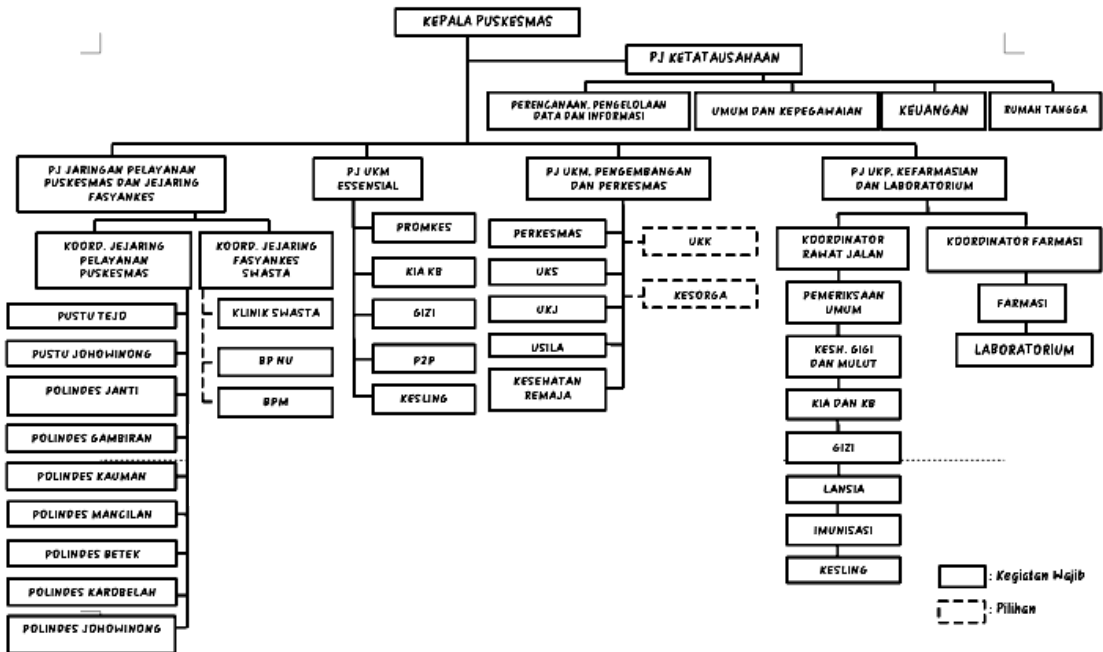 KEPALA PUSKESMAS
PJ KETATAUSAHAAN
PERENCANAAN, PENGELOLAAN
DATA DAN INFORMASI
UMUM DAN KEPEGAWAIAN
KEUANGAN
RUMAH TANGGA
PJ JARINGAN PELAYANAN
PUSKESMAS DAN JEJARING
FASYANKES
PJ UKM
ESSENSIAL
PJ UKM, PENGEMBANGAN
DAN PERKESMAS
PJ UKP, KEFARMASIAN
DAN LABORATORIUM
KOORD. JEJARING
PELAYANAN
PUSKESMAS
KOORD. JEJARING
FASYANKES
SWASTA
PUSTU TEJO
PUSTU JOHOWINONG
POLINDES JANTI
POLINDES GAMBIRAN
POLINDES KAUMAN
POLINDES MANCILAN
POLINDES BETEK
POLINDES KAROBELAH
POLINDES JOHOWINONG
KLINIK SWASTA
BP NU
BPM
PROMKES
KIA KB
GIZI
P2P
KESLING
PERKESMAS
UKS
UKJ
USILA
KESEHATAN
REMAJA
UKK
KESORGA
KOORDINATOR
RAWAT JALAN
PEMERIKSAAN
UMUM
KESH. GIGI
DAN MULUT
KIA DAN KB
GIZI
LANSIA
IMUNISASI
KESLING
KOORDINATOR FARMASI
FARMASI
LABORATORIUM
: Kegiatan Wajib
: Pilihan